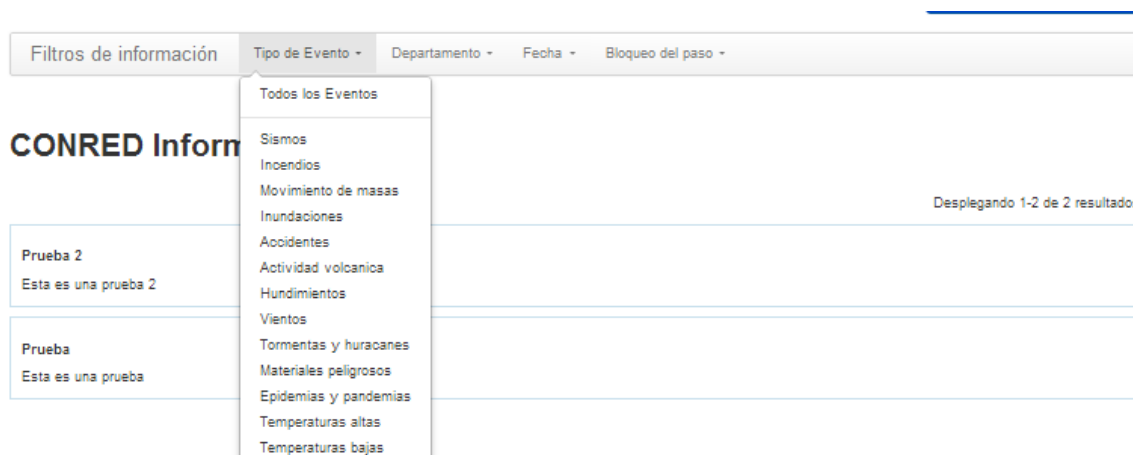 Filtros de información Tipo de Evento Departamento Fecha Bloqueo del paso
Todos los Eventos
Sismos
Incendios
Movimiento de masas
Inundaciones
Accidentes
Actividad volcanica
Hundimientos
Vientos
Tormentas y huracanes
Materiales peligrosos
Epidemias y pandemias
Temperaturas altas
Temperaturas bajas
CONRED Inform
Desplegando 1-2 de 2 resultado
Prueba 2
Esta es una prueba 2
Prueba
Esta es una prueba